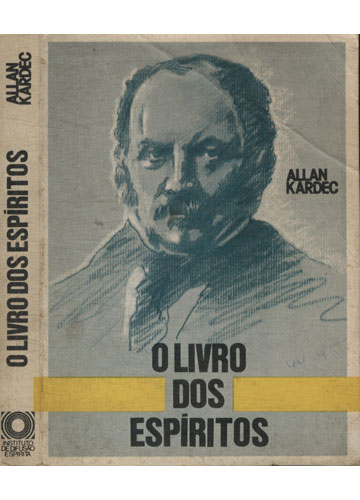 ALLAN
KARDEC
O LIVRO DOS ESPÍRITOS
INSTITUTO
DE DIFUSÃO
ESPÍRITA
ALLAN
KARDEC
O LIVRO
DOS
ESPÍRITOS